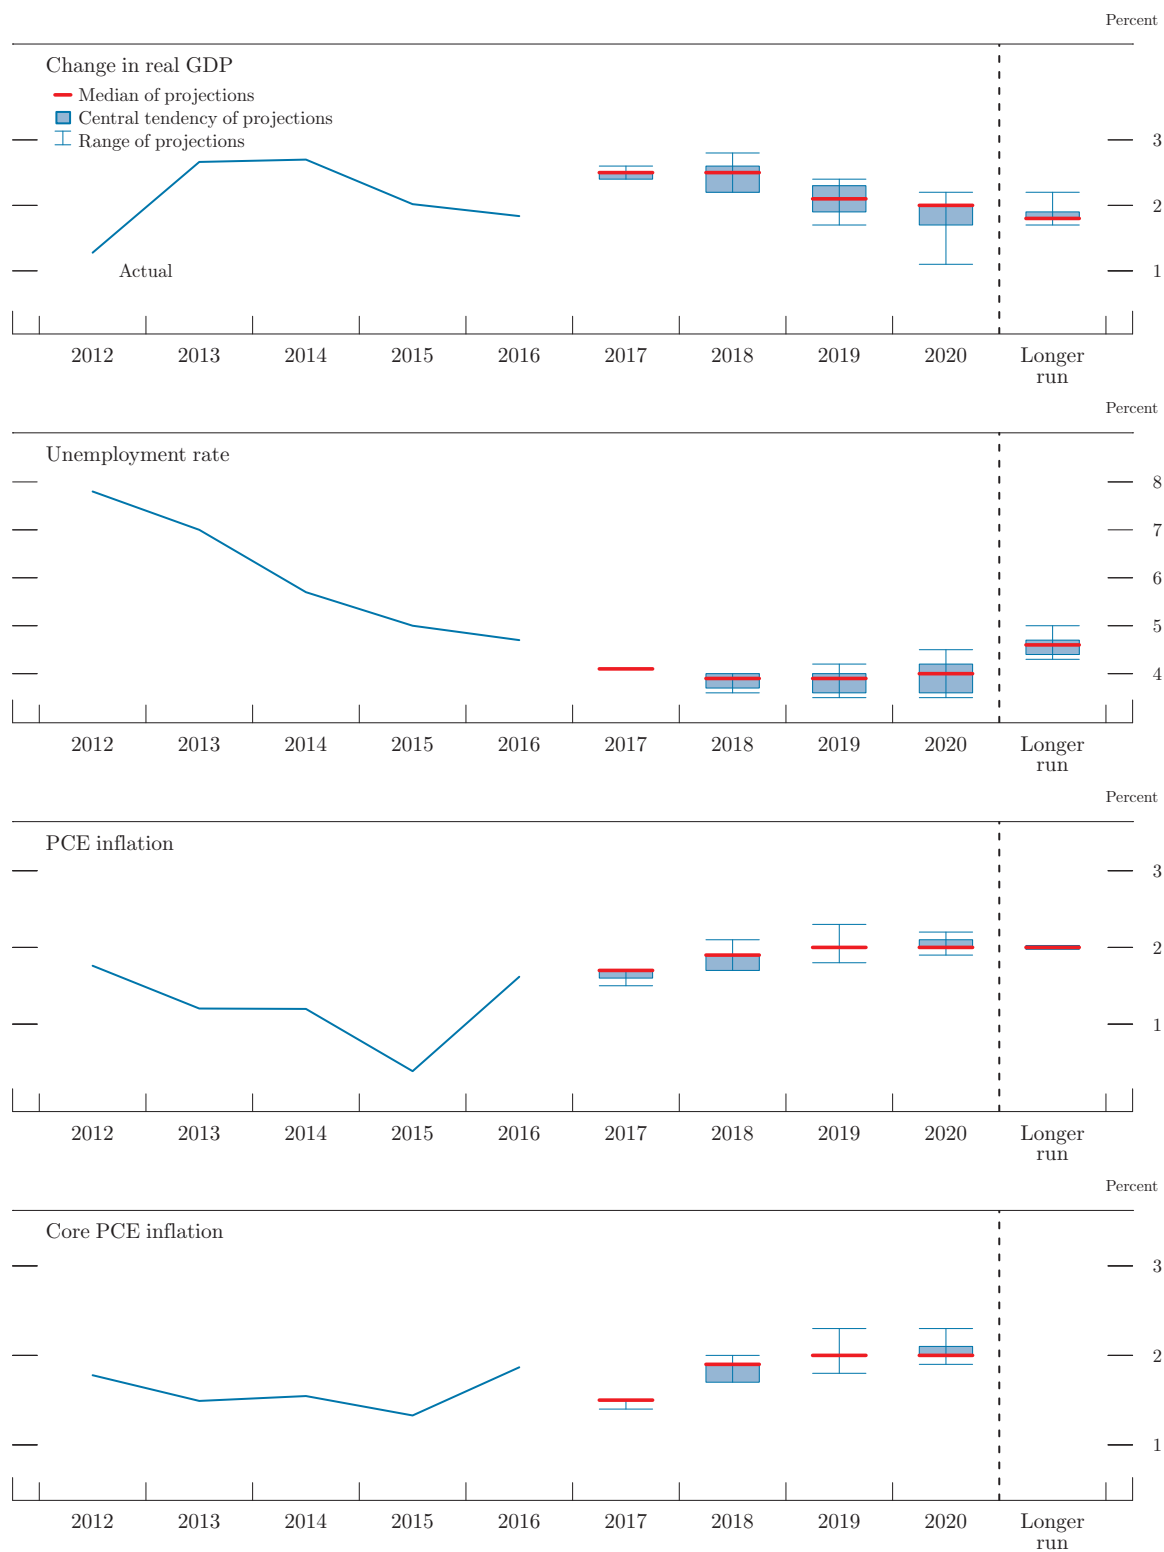 Percent
Change in real GDP
Median of projections
Central tendency of projections
Range of projections
3
2
1
Actual
2012 2013 2014 2015 2016 2017 2018 2019 2020 Longer
run
Percent
Unemployment rate
8
7
6
5
4
2012 2013 2014 2015 2016 2017 2018 2019 2020 Longer
run
Percent
PCE inflation
3
2
1
2012 2013 2014 2015 2016 2017 2018 2019 2020 Longer
run
Percent
Core PCE inflation
3
2
1
2012 2013 2014 2015 2016 2017 2018 2019 2020 Longer
run